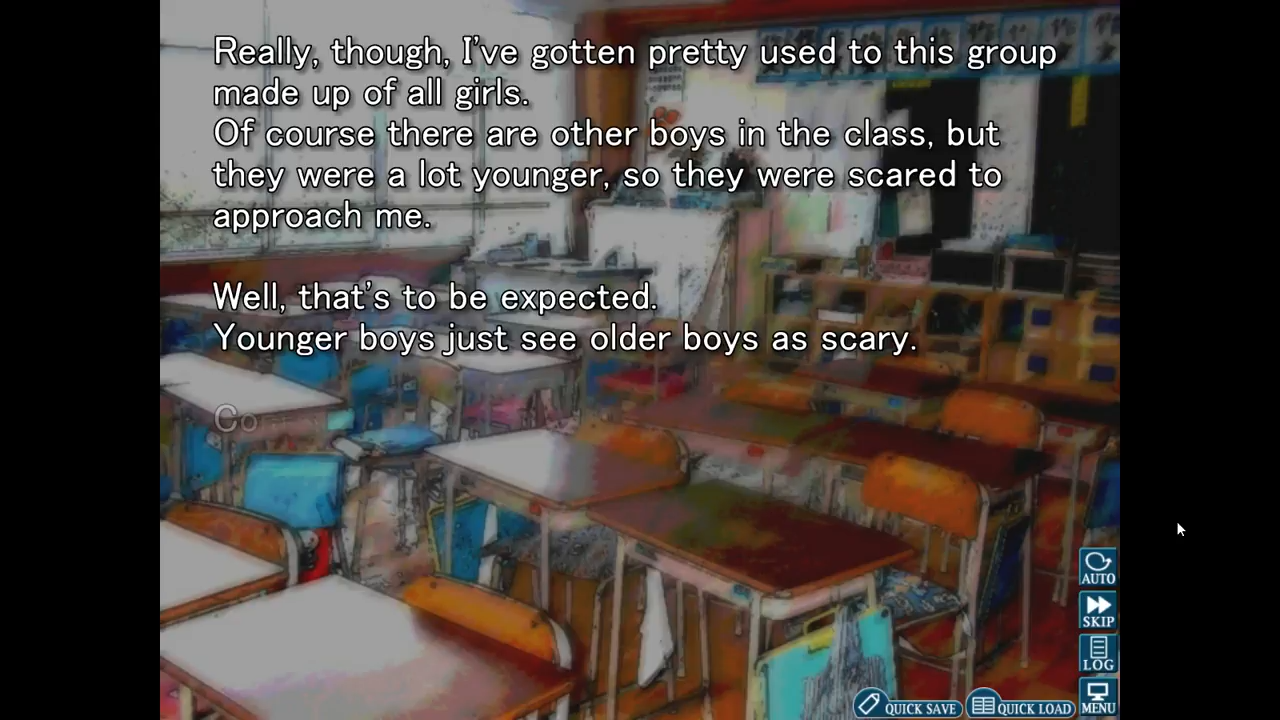 Really, though, I've gotten pretty used to this group
made up of all girls.
Of course there are other boys in the class, but
they were a lot younger, so they were scared to
approach me.
Well, that's to be expected.
Younger boys just see older boys as scary.
Co
AUTO
SKIP
LOG
QUICK SAVE
QUICK LOAD
MENU